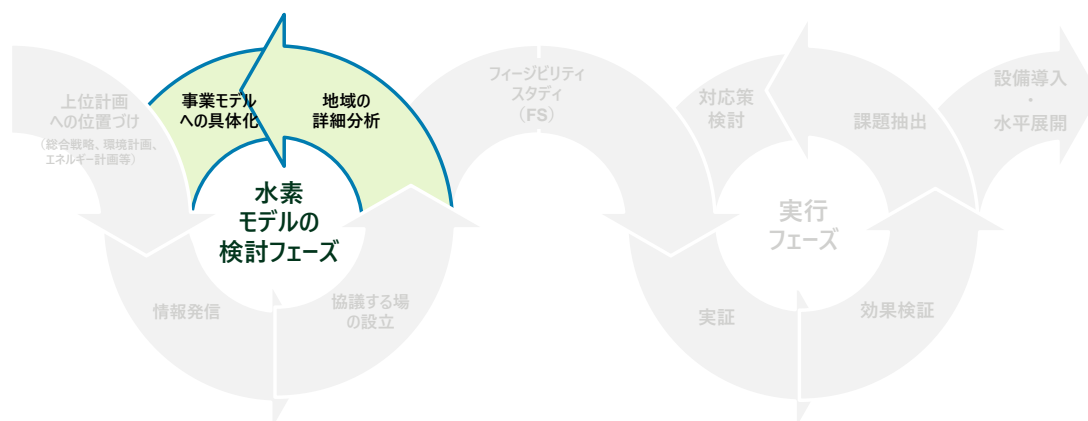 上位計画
への位置づけ
（総合戦略、環境計画、
エネルギー計画等）
事業モデル
への具体化
地域の
詳細分析
水素
モデルの
検討フェーズ
情報発信
協議する場
の設立
フィージビリティ
スタディ
（FS）
対応策
検討
課題抽出
設備導入
・
水平展開
実行
フェーズ
実証
効果検証